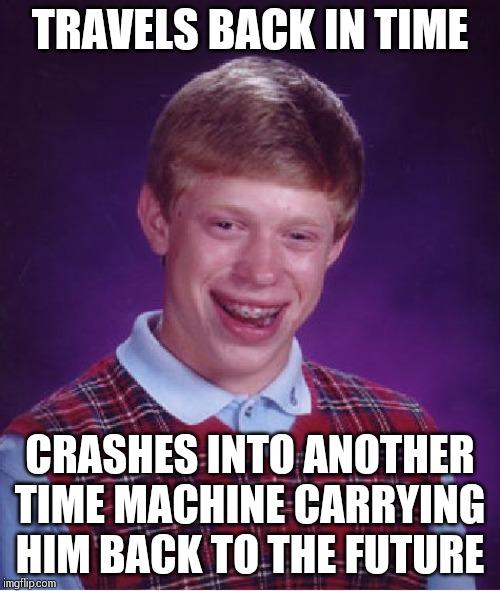 TRAVELS BACK IN TIME
CRASHES INTO ANOTHER
TIME MACHINE CARRYING
HIM BACK TO THE FUTURE
imgflip.com